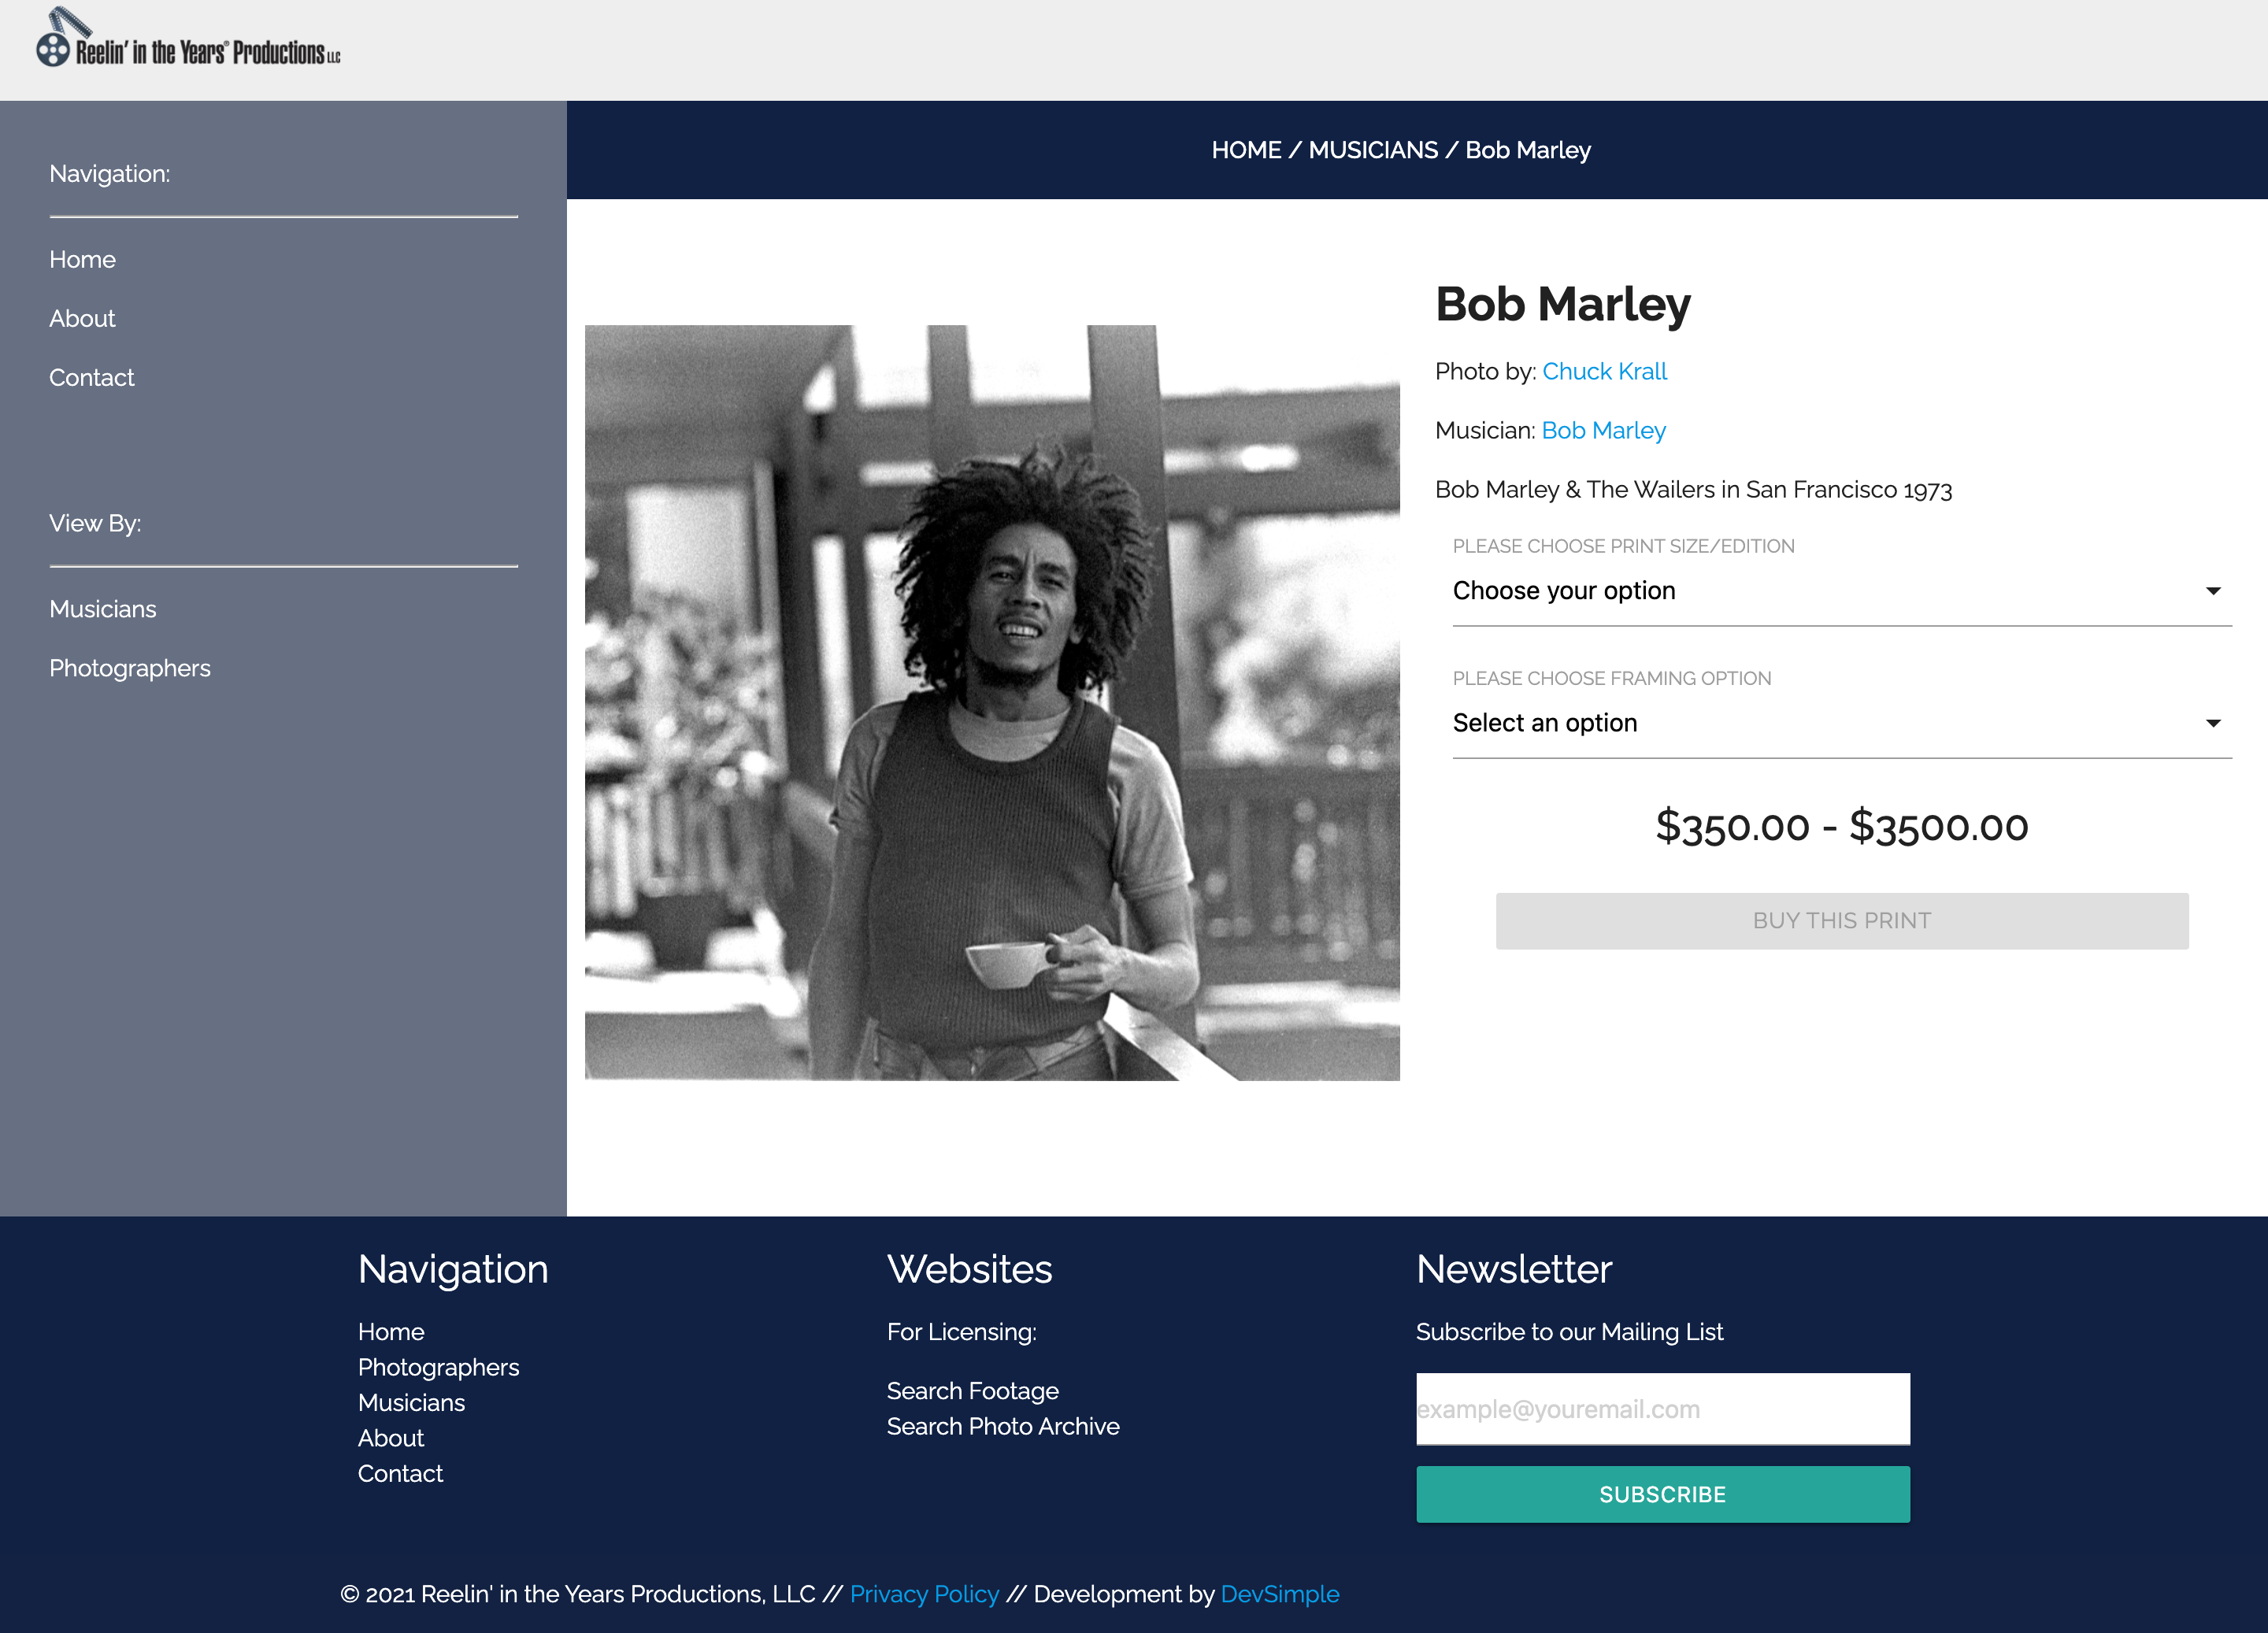 Reelin' in the Years® Productions LLC
HOME / MUSICIANS / Bob Marley
Navigation:
Home
About
Contact
View By:
Musicians
Photographers
Bob Marley
Photo by: Chuck Krall
Musician: Bob Marley
Bob Marley & The Wailers in San Francisco 1973
PLEASE CHOOSE PRINT SIZE/EDITION
Choose your option
PLEASE CHOOSE FRAMING OPTION
Select an option
$350.00 - $3500.00
BUY THIS PRINT
Navigation
Home
Photographers
Musicians
About
Contact
Websites
For Licensing:
Search Footage
Search Photo Archive
Newsletter
Subscribe to our Mailing List
example@youremail.com
SUBSCRIBE
© 2021 Reelin' in the Years Productions, LLC // Privacy Policy // Development by DevSimple